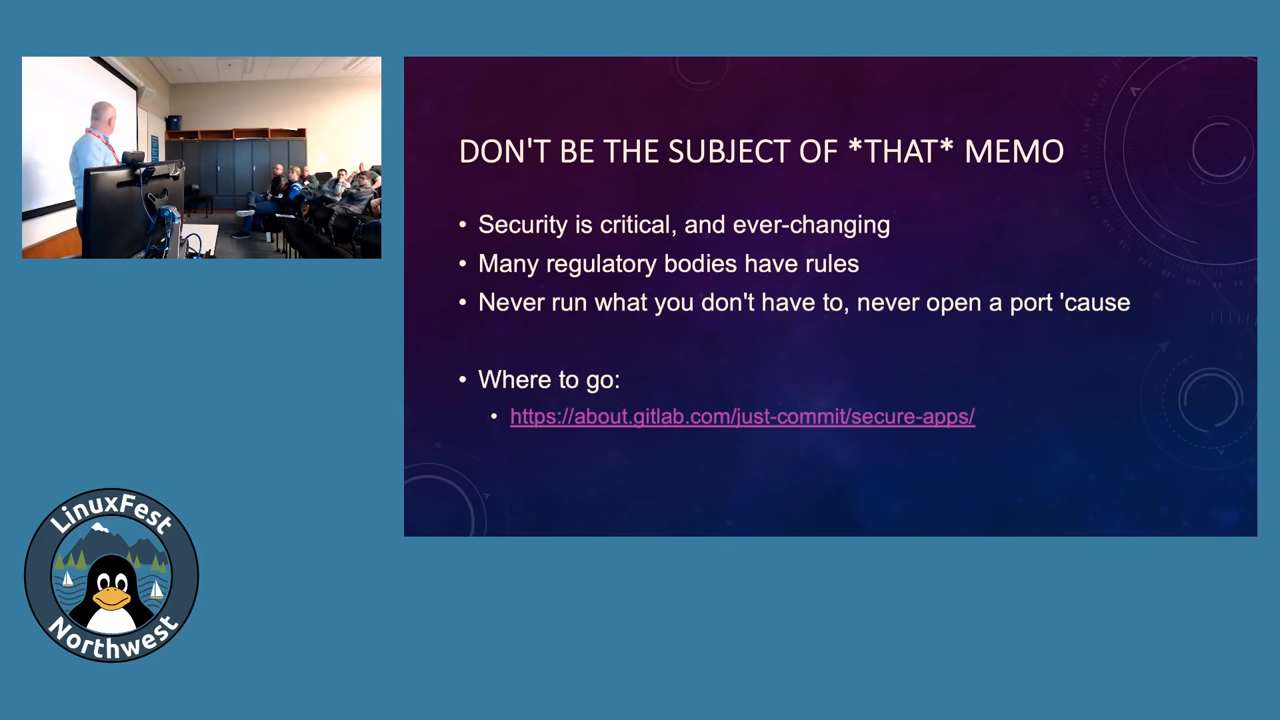 DON'T BE THE SUBJECT OF *THAT* MEMO
• Security is critical, and ever-changing
• Many regulatory bodies have rules
• Never run what you don't have to, never open a port 'cause
• Where to go:
• https://about.gitlab.com/just-commit/secure-apps/
LinuxFest
Northwest